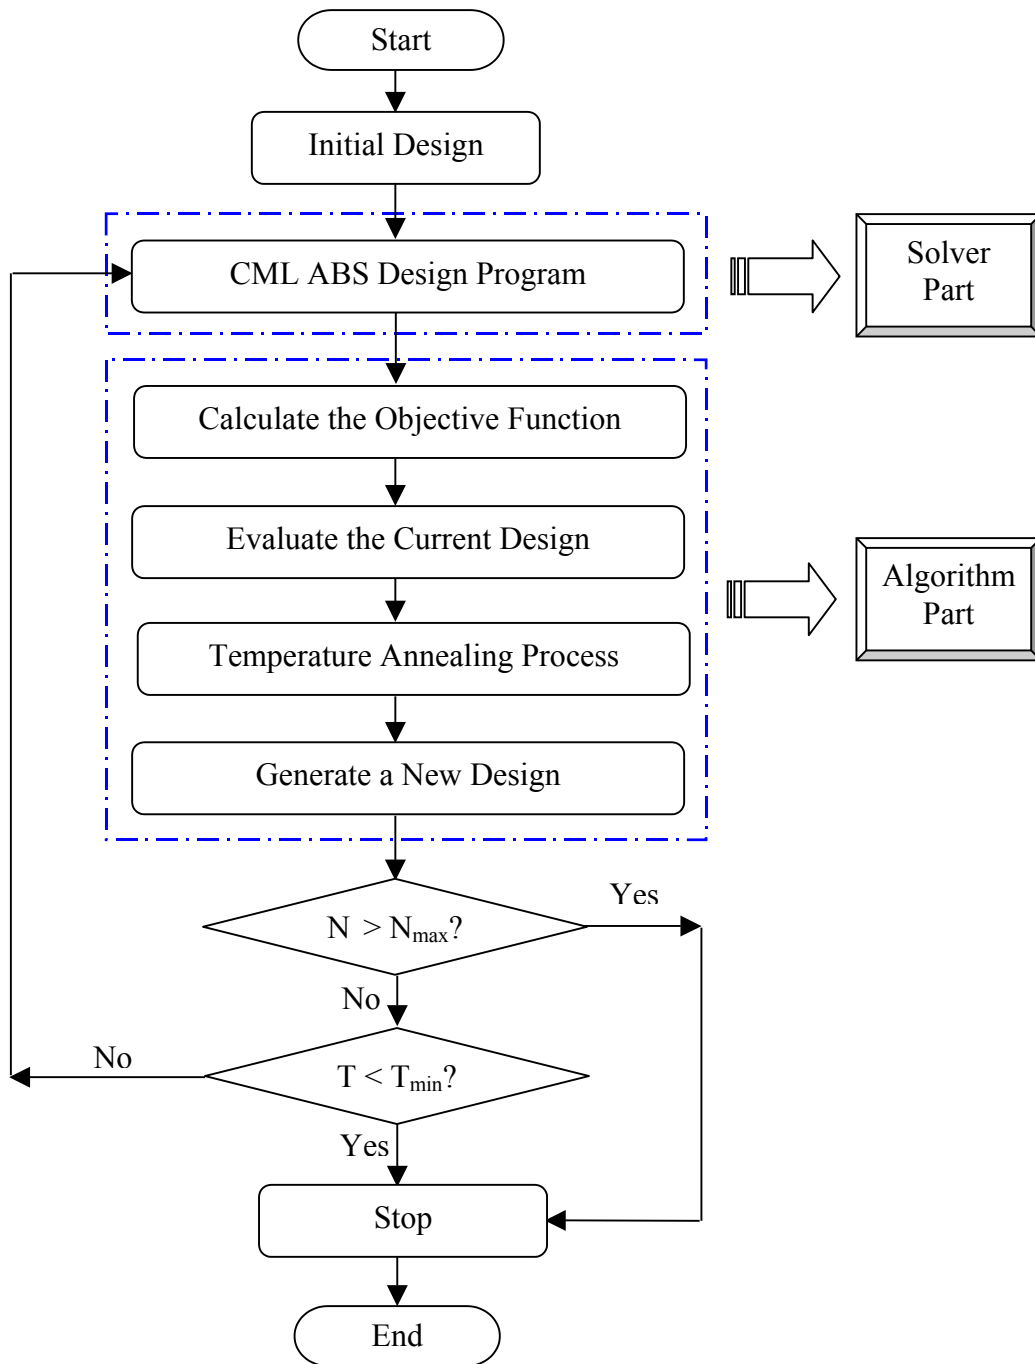 Start
Initial Design
CML ABS Design Program
Solver
Part
Calculate the Objective Function
Evaluate the Current Design
Algorithm
Part
Temperature Annealing Process
Generate a New Design
Yes
N > Nmax?
No
No
T < Tmin?
Yes
Stop
End